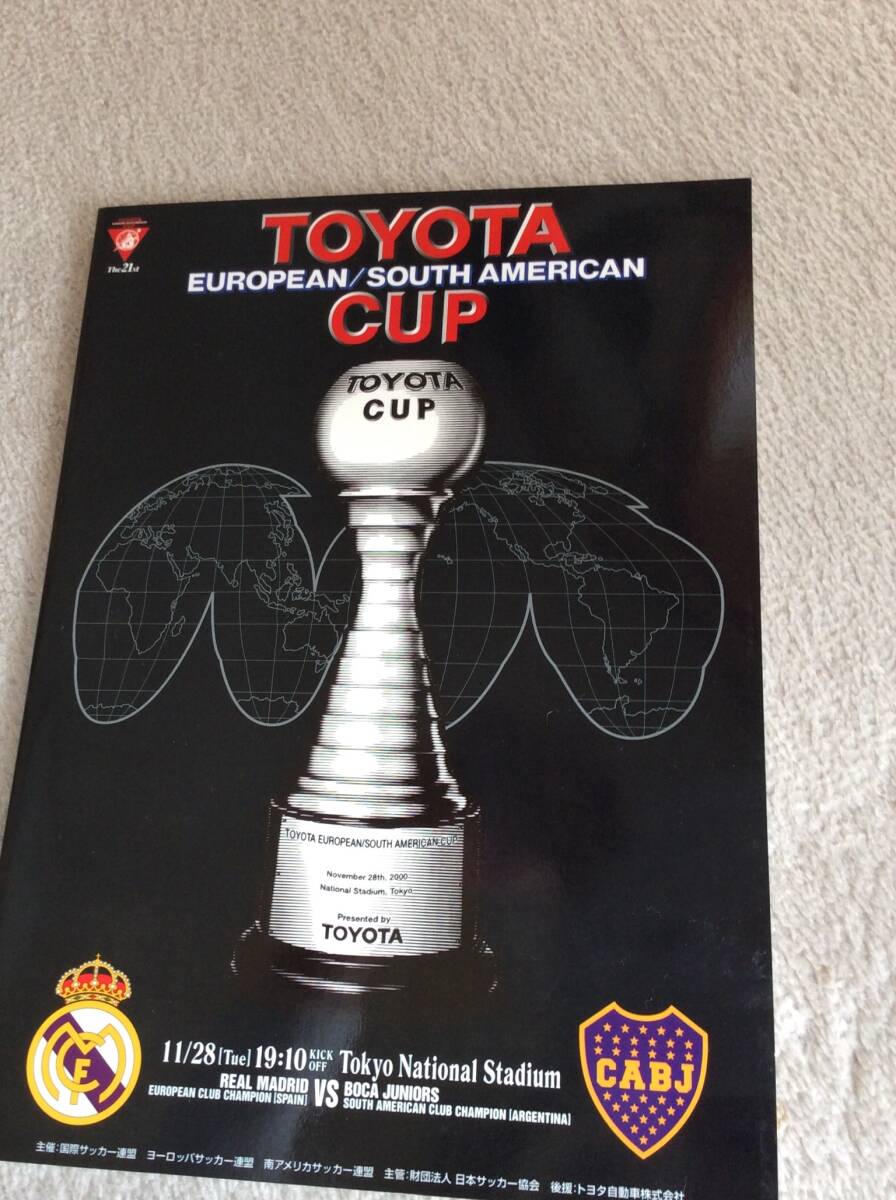 The 21st
TOYOTA
EUROPEAN/SOUTH AMERICAN
CUP
TOYOTA
CUP
TOYOTA EUROPEAN/SOUTH AMERICAN CUP
November 28th, 2000
National Stadium, Tokyo
Presented by
TOYOTA
11/28[Tue] 19:10 KICK OFF Tokyo National Stadium
REAL MADRID VS BOCA JUNIORS
EUROPEAN CLUB CHAMPION [SPAIN] SOUTH AMERICAN CLUB CHAMPION [ARGENTINA]
CABJ
主催:国際サッカー連盟 ヨーロッパサッカー連盟 南アメリカサッカー連盟 主管:財団法人 日本サッカー協会 後援:トヨタ自動車株式会社